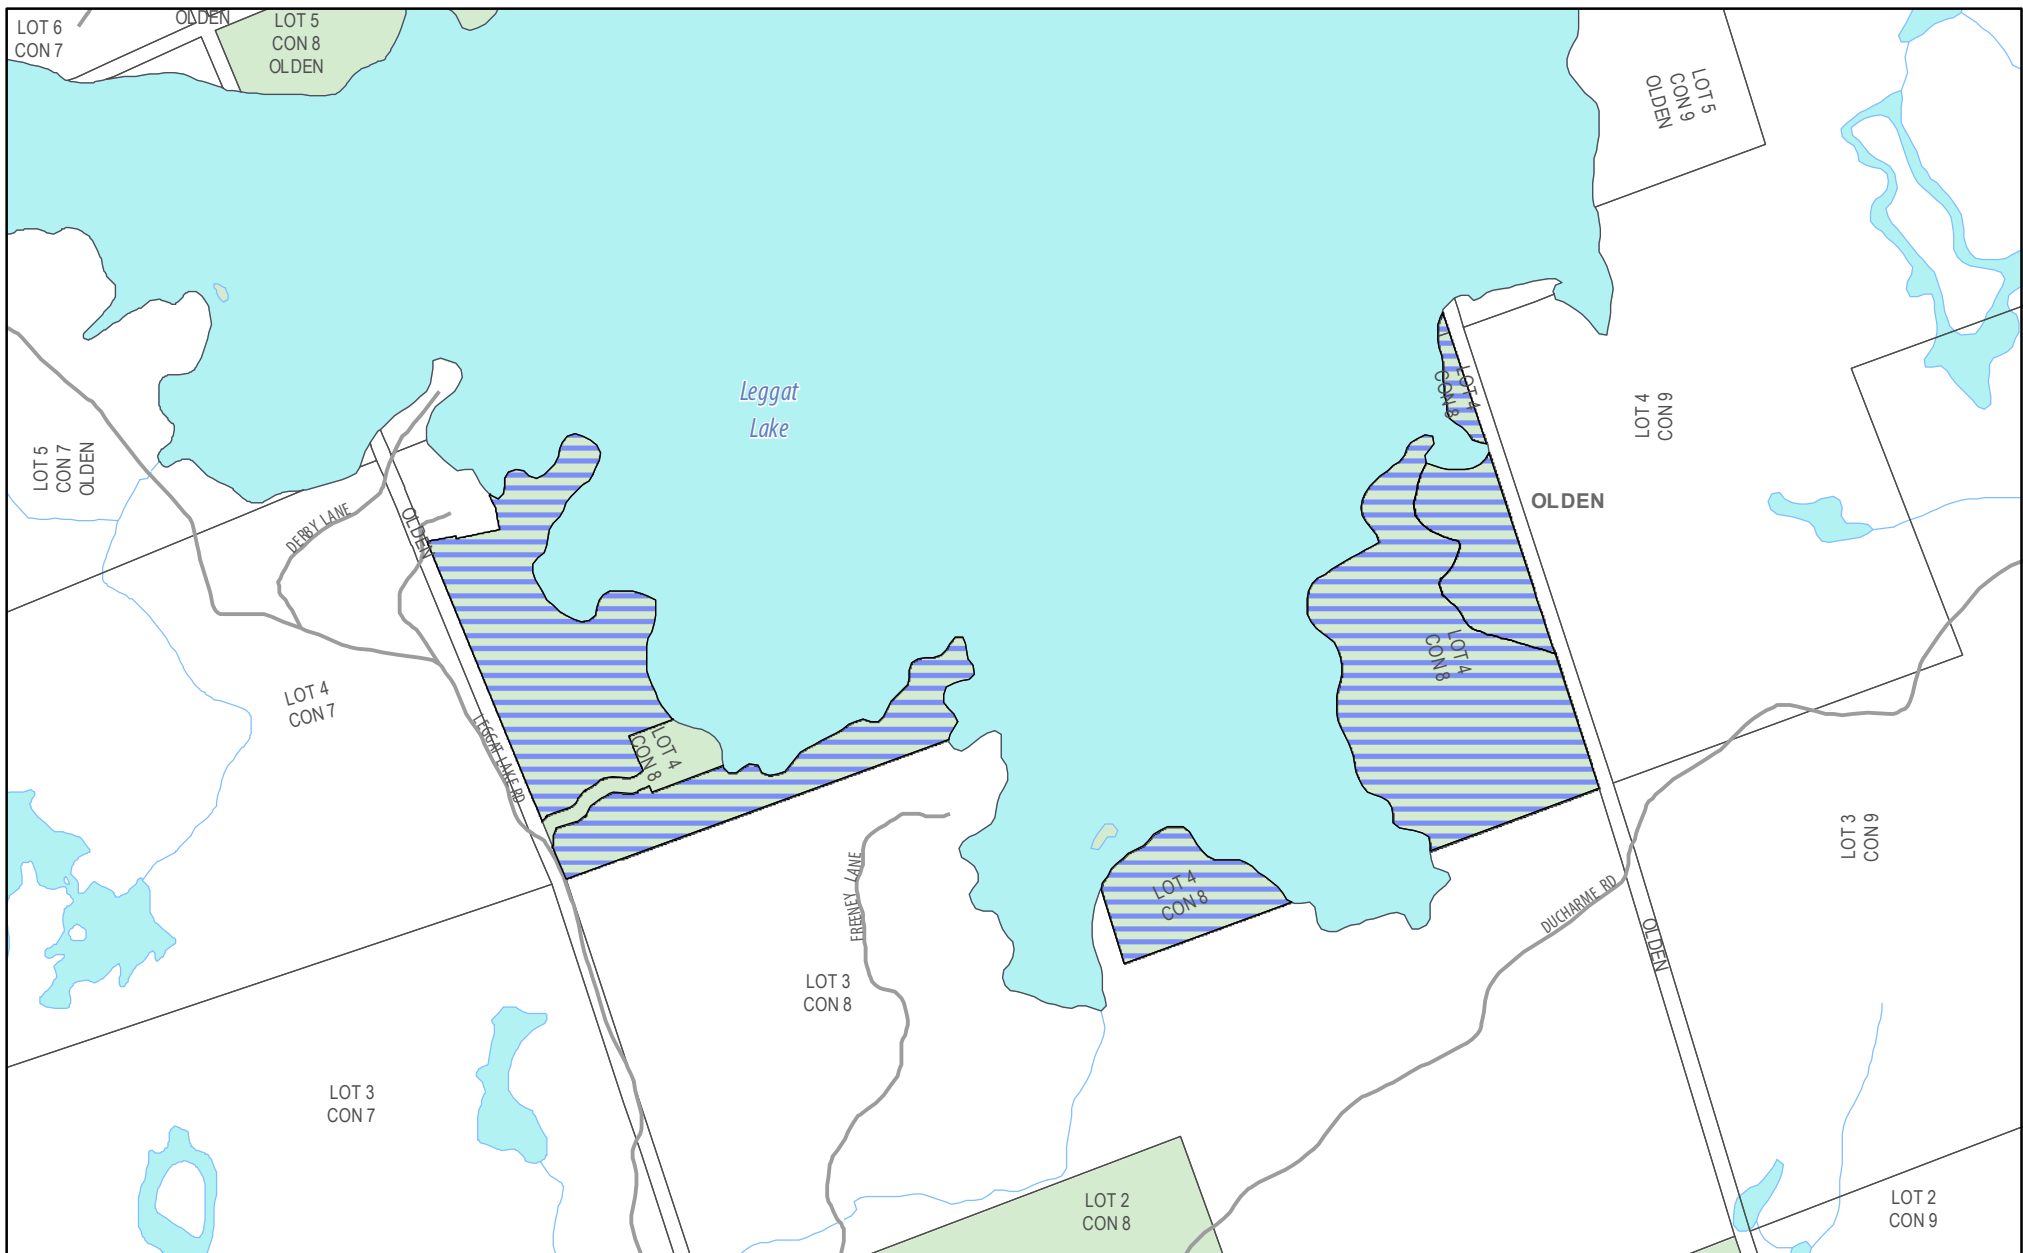 LOT 6
CON 7
OLDEN
LOT 5
CON 8
OLDEN
LOT 5
CON 9
OLDEN
Leggat
Lake
LOT 4
CON 8
LOT 4
CON 9
LOT 5
CON 7
OLDEN
DERBY LANE
OLDEN
OLDEN
LOT 4
CON 8
LOT 4
CON 7
LEGGAT LAKE RD
LOT 4
CON 8
LOT 3
CON 9
FREENEY LANE
LOT 4
CON 8
DUCHARME RD
OLDEN
LOT 3
CON 8
LOT 3
CON 7
LOT 2
CON 8
LOT 2
CON 9